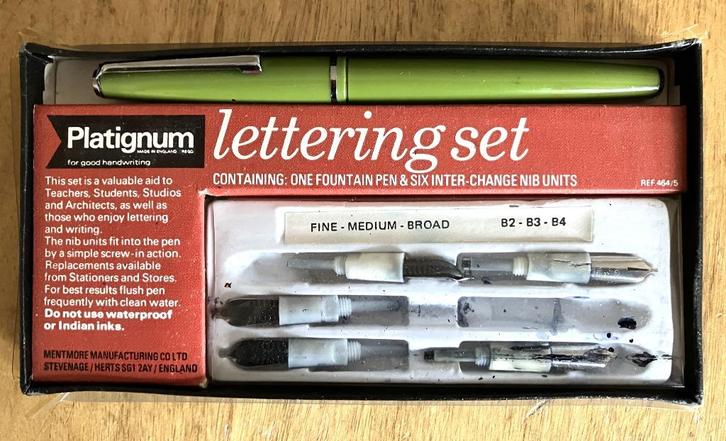 Platignum
MADE IN ENGLAND REGD
for good handwriting
lettering set
CONTAINING: ONE FOUNTAIN PEN & SIX INTER-CHANGE NIB UNITS
REF. 464/5
This set is a valuable aid to
Teachers, Students, Studios
and Architects, as well as
those who enjoy lettering
and writing.
The nib units fit into the pen
by a simple screw-in action.
Replacements available
from Stationers and Stores.
For best results flush pen
frequently with clean water.
Do not use waterproof
or Indian inks.
MENTMORE MANUFACTURING CO LTD
STEVENAGE / HERTS SG1 2AY / ENGLAND
FINE - MEDIUM - BROAD B2 - B3 - B4